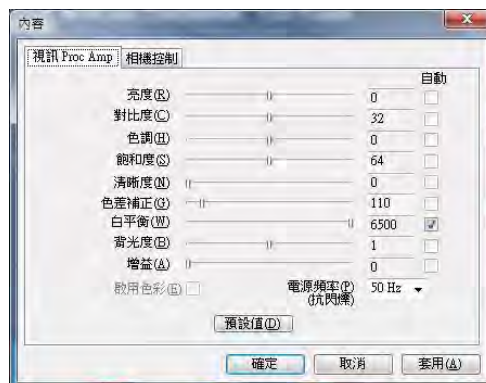 內容
視訊 Proc Amp 相機控制
自動
亮度(R) 0
對比度(C) 32
色調(H) 0
飽和度(S) 64
清晰度(N) 0
色差補正(G) 110
白平衡(W) 6500
背光度(B) 1
增益(A) 0
啟用色彩(E) 電源頻率(P) 50 Hz
(抗閃爍)
預設值(D)
確定 取消 套用(A)